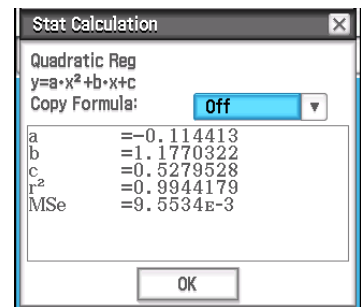 Stat Calculation
Quadratic Reg
y=a·x²+b·x+c
Copy Formula: Off
a =-0.114413
b =1.1770322
c =0.5279528
r² =0.9944179
MSe =9.5534ᴇ-3
OK